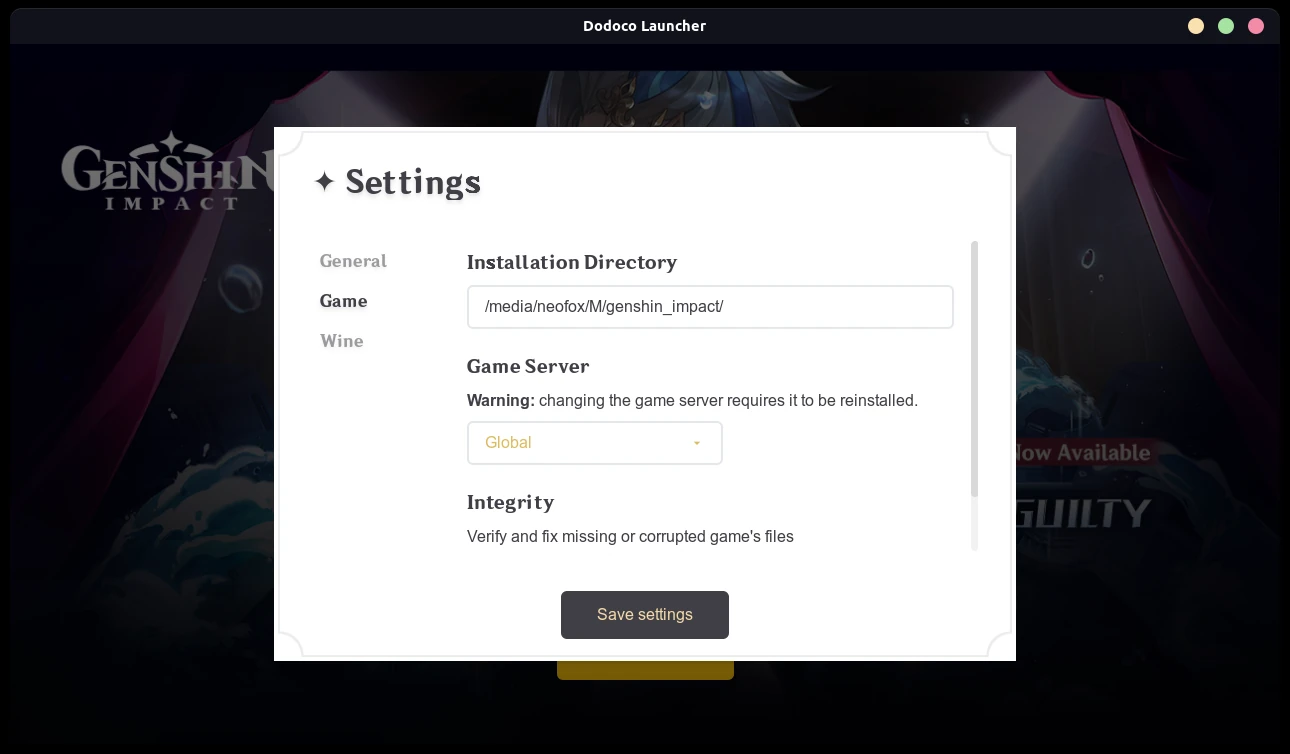 Dodoco Launcher
GENSHIN
IMPACT
✦ Settings
General
Game
Wine
Installation Directory
/media/neofox/M/genshin_impact/
Game Server
Warning: changing the game server requires it to be reinstalled.
Global
Integrity
Verify and fix missing or corrupted game's files
Now Available
GUILTY
Save settings